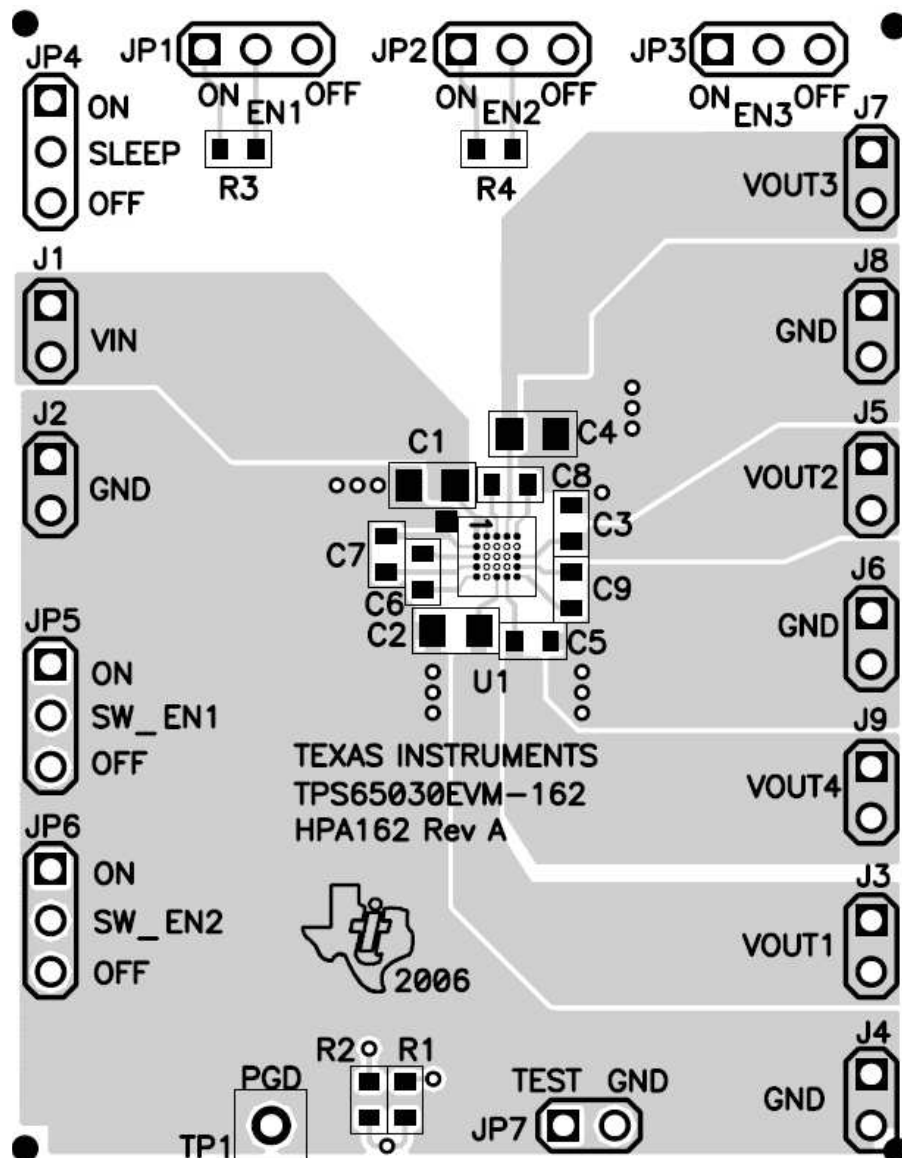 JP1
JP2
JP3
JP4
ON EN1 OFF
ON EN2 OFF
ON EN3 OFF
ON
SLEEP
OFF
R3
R4
J7
VOUT3
J1
VIN
J8
GND
J2
GND
J5
VOUT2
C4
C1
C8
C3
1
C7
C9
C6
C2
C5
U1
J6
GND
JP5
ON
SW_EN1
OFF
J9
VOUT4
TEXAS INSTRUMENTS
TPS65030EVM-162
HPA162 Rev A
JP6
ON
SW_EN2
OFF
J3
VOUT1
ti
2006
R2 R1
J4
GND
PGD
TP1
TEST GND
JP7